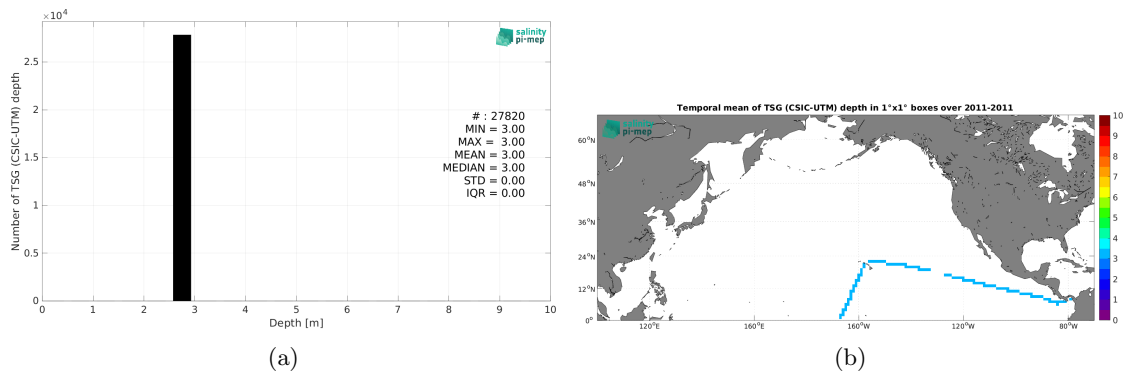 ×10⁴
salinity
pi-mep
Number of TSG (CSIC-UTM) depth
2.5
2
1.5
1
0.5
0
# : 27820
MIN = 3.00
MAX = 3.00
MEAN = 3.00
MEDIAN = 3.00
STD = 0.00
IQR = 0.00
0 1 2 3 4 5 6 7 8 9 10
Depth [m]
(a)
Temporal mean of TSG (CSIC-UTM) depth in 1°x1° boxes over 2011-2011
salinity
pi-mep
60°N
48°N
36°N
24°N
12°N
0°
120°E 160°E 160°W 120°W 80°W
10
9
8
7
6
5
4
3
2
1
0
(b)